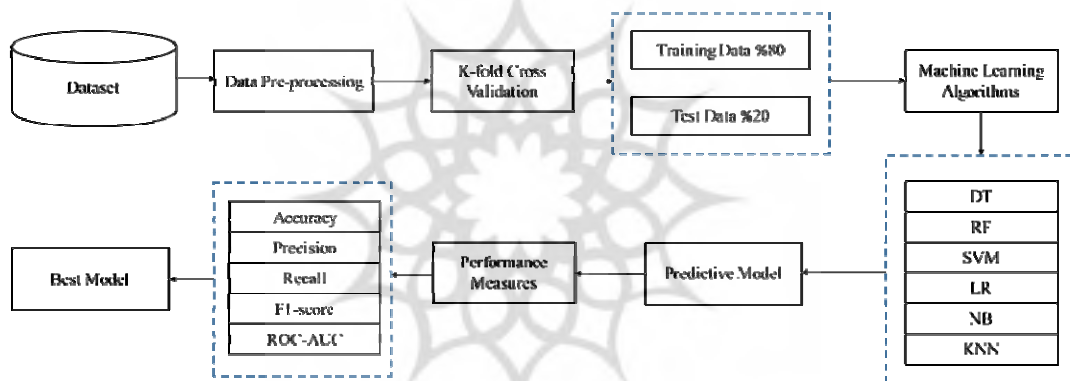 Dataset
Data Pre-processing
K-fold Cross
Validation
Training Data %80
Test Data %20
Machine Learning
Algorithms
DT
RF
SVM
LR
NB
KNN
Predictive Model
Performance
Measures
Accuracy
Precision
Recall
F1-score
ROC-AUC
Best Model